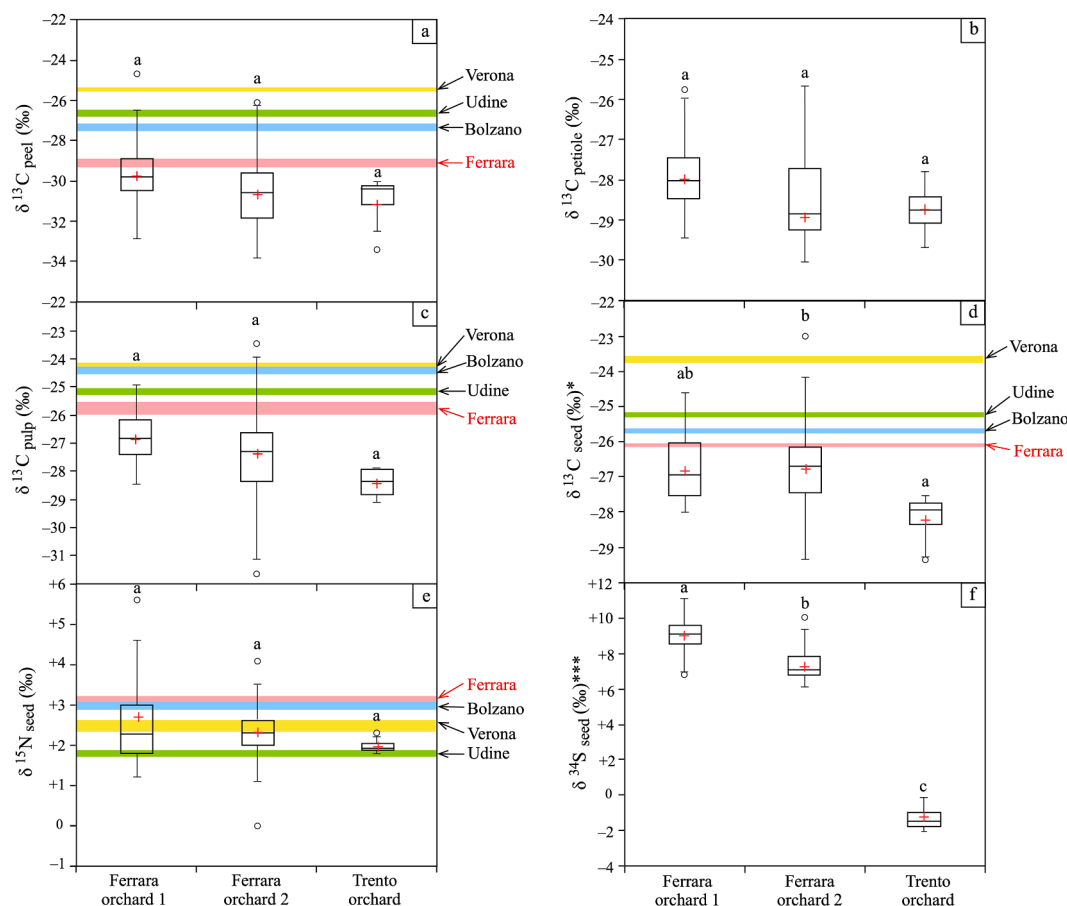 δ ¹³C peel (‰)
–22
–24
–26
–28
–30
–31
–34
a
a
a
a
Verona
Udine
Bolzano
Ferrara
δ ¹³C petiole (‰)
–24
–25
–26
–27
–28
–29
–30
b
a
a
a
δ ¹³C pulp (‰)
–22
–23
–24
–25
–26
–27
–28
–29
–30
–31
c
a
a
a
Verona
Bolzano
Udine
Ferrara
δ ¹³C seed (‰)*
–22
–23
–24
–25
–26
–27
–28
–29
d
ab
b
a
Verona
Udine
Bolzano
Ferrara
δ ¹⁵N seed (‰)
+6
+5
+4
+3
+2
+1
0
–1
e
a
a
a
Ferrara
Bolzano
Verona
Udine
Ferrara
orchard 1
Ferrara
orchard 2
Trento
orchard
δ ³⁴S seed (‰)***
+12
+10
+8
+6
+4
+2
0
–2
–4
f
a
b
c
Ferrara
orchard 1
Ferrara
orchard 2
Trento
orchard